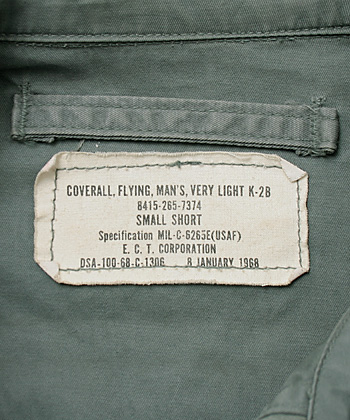 COVERALL, FLYING, MAN'S, VERY LIGHT K-2B
8415-265-7374
SMALL SHORT
Specification MIL-C-6265E(USAF)
E. C. T. CORPORATION
DSA-100-68-C-1306 8 JANUARY 1968